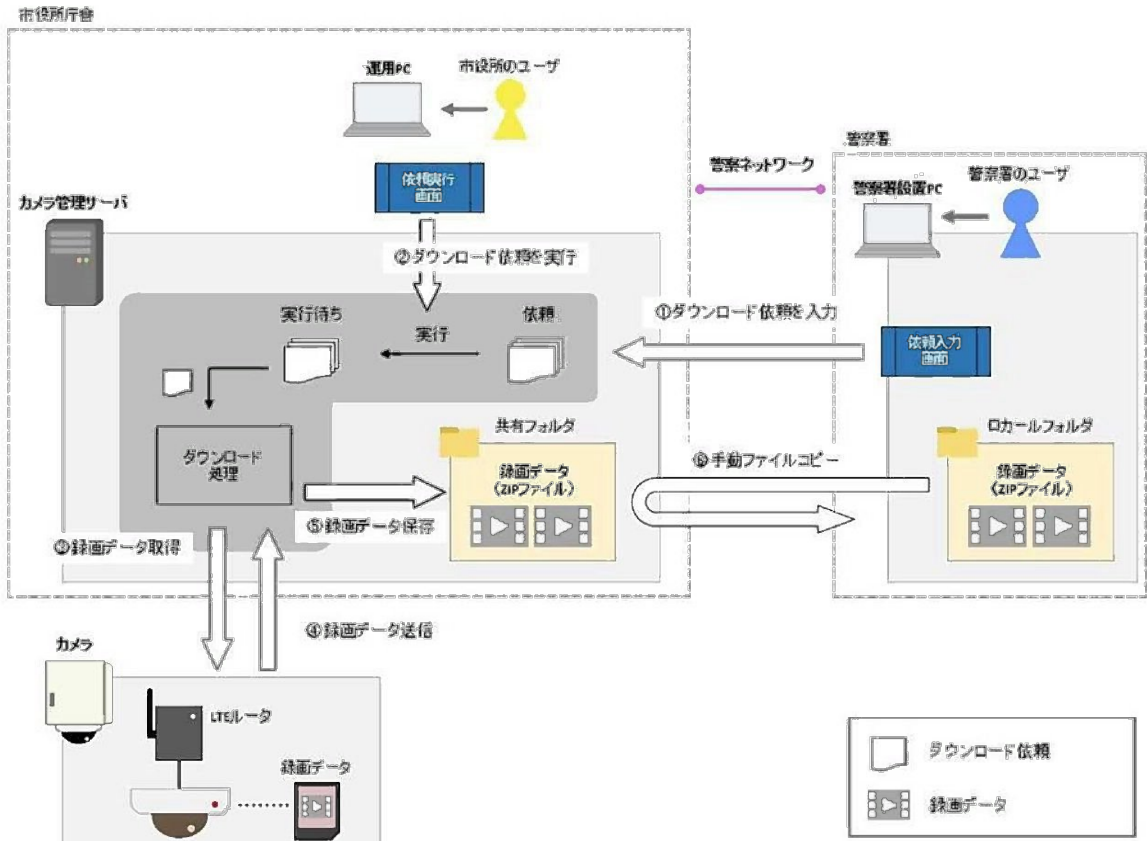 市役所庁舎
運用PC
市役所のユーザ
依頼実行
画面
カメラ管理サーバ
②ダウンロード依頼を実行
警察ネットワーク
警察署
警察署設置PC
警察署のユーザ
①ダウンロード依頼を入力
依頼入力
画面
実行待ち
実行
依頼
ダウンロード
処理
共有フォルダ
録画データ
(ZIPファイル)
⑥手動ファイルコピー
ロカールフォルダ
録画データ
(ZIPファイル)
⑤録画データ保存
③録画データ取得
④録画データ送信
カメラ
LTEルータ
録画データ
ダウンロード依頼
録画データ